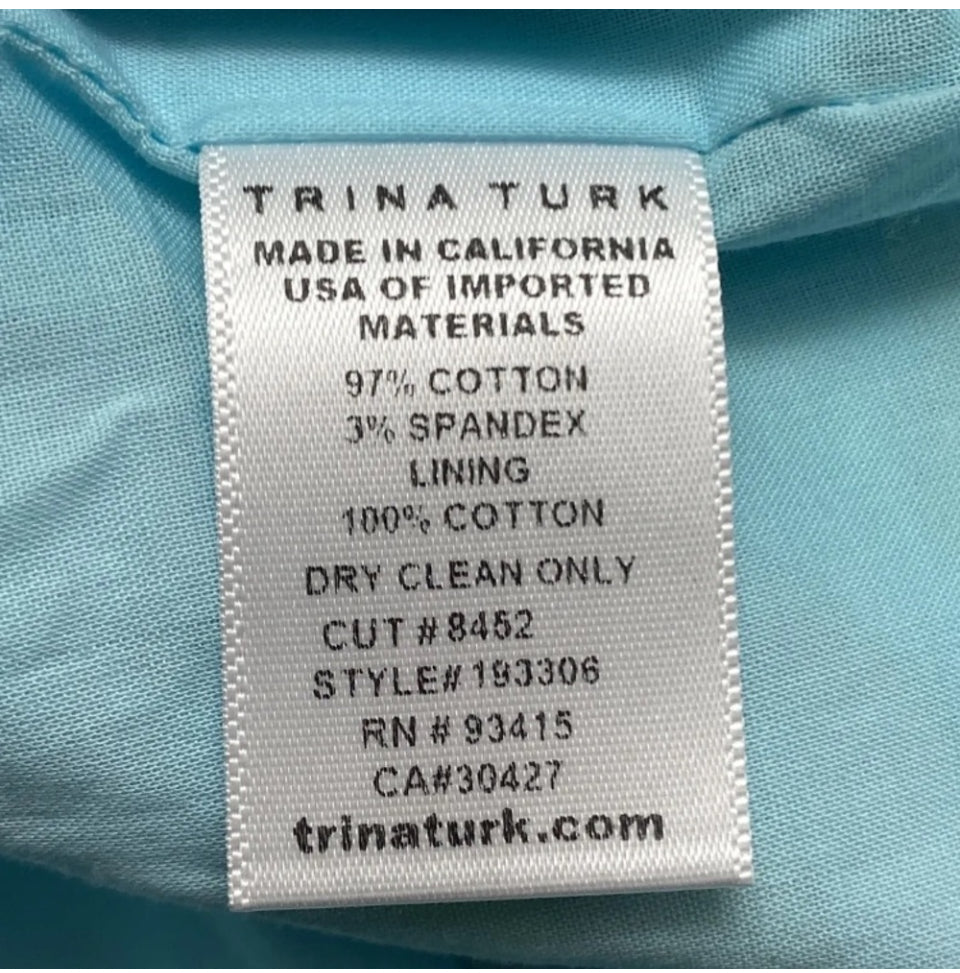 TRINA TURK
MADE IN CALIFORNIA
USA OF IMPORTED
MATERIALS
97% COTTON
3% SPANDEX
LINING
100% COTTON
DRY CLEAN ONLY
CUT # 8452
STYLE# 193306
RN # 93415
CA#30427
trinaturk.com